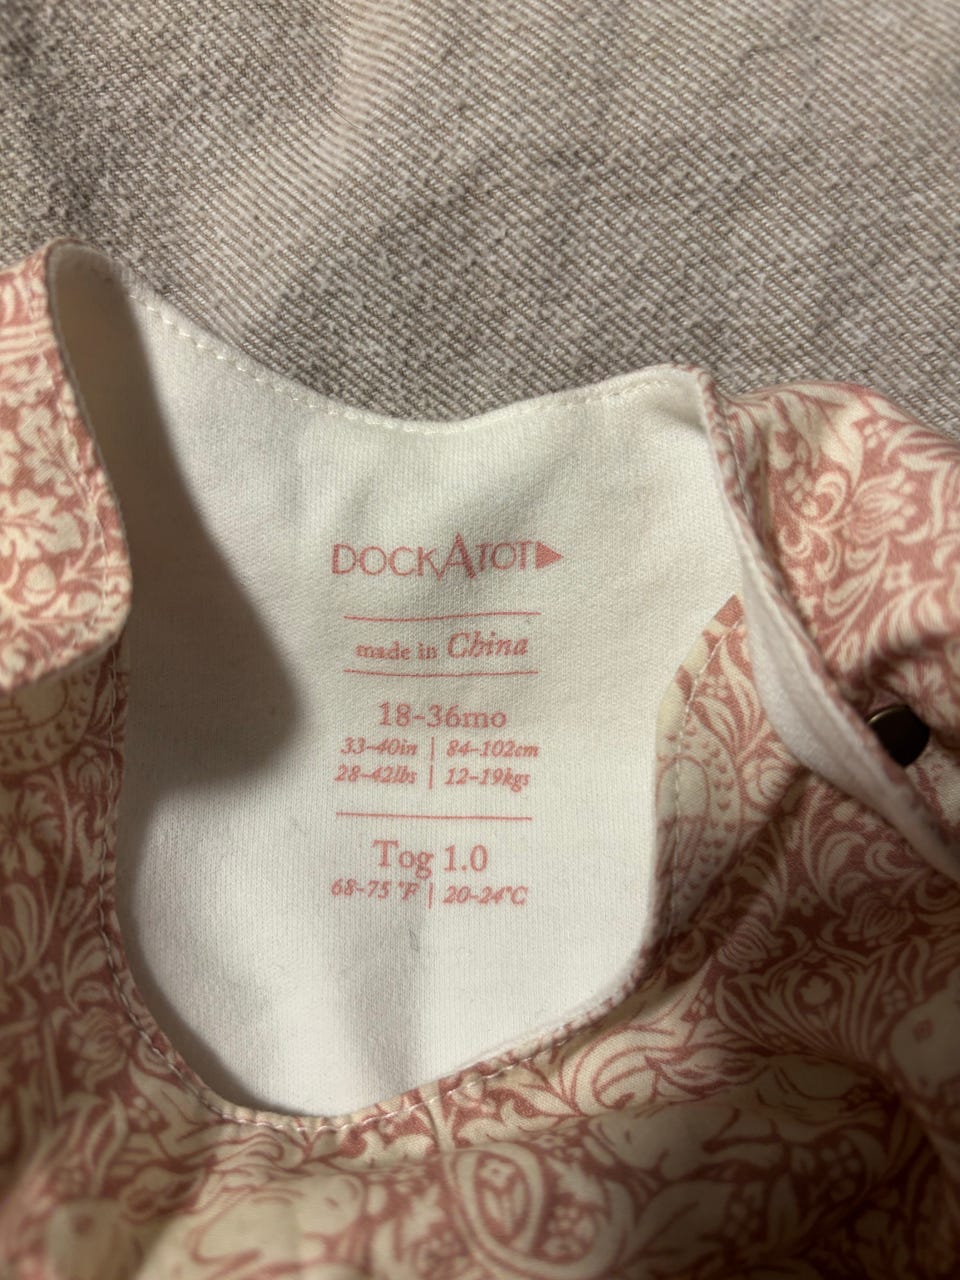 DOCKATOT
made in China
18-36mo
33-40in | 84-102cm
28-42lbs | 12-19kgs
Tog 1.0
68-75 °F | 20-24°C